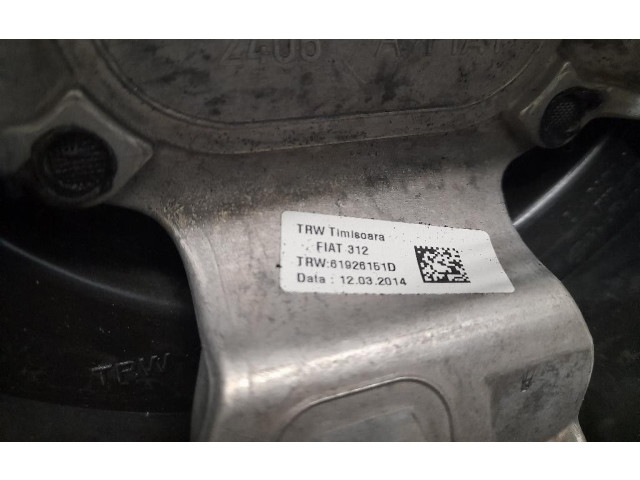 TRW Timisoara
FIAT 312
TRW:61926151D
Data : 12.03.2014
TRW